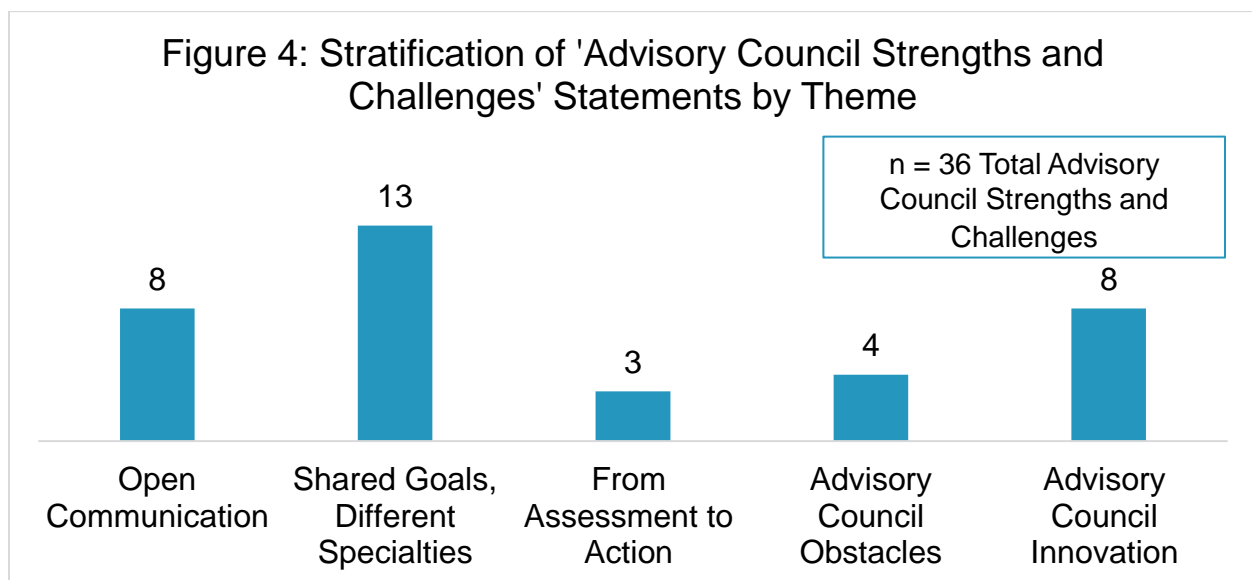 Figure 4: Stratification of 'Advisory Council Strengths and
Challenges' Statements by Theme
n = 36 Total Advisory
Council Strengths and
Challenges
8
13
3
4
8
Open
Communication
Shared Goals,
Different
Specialties
From
Assessment to
Action
Advisory
Council
Obstacles
Advisory
Council
Innovation